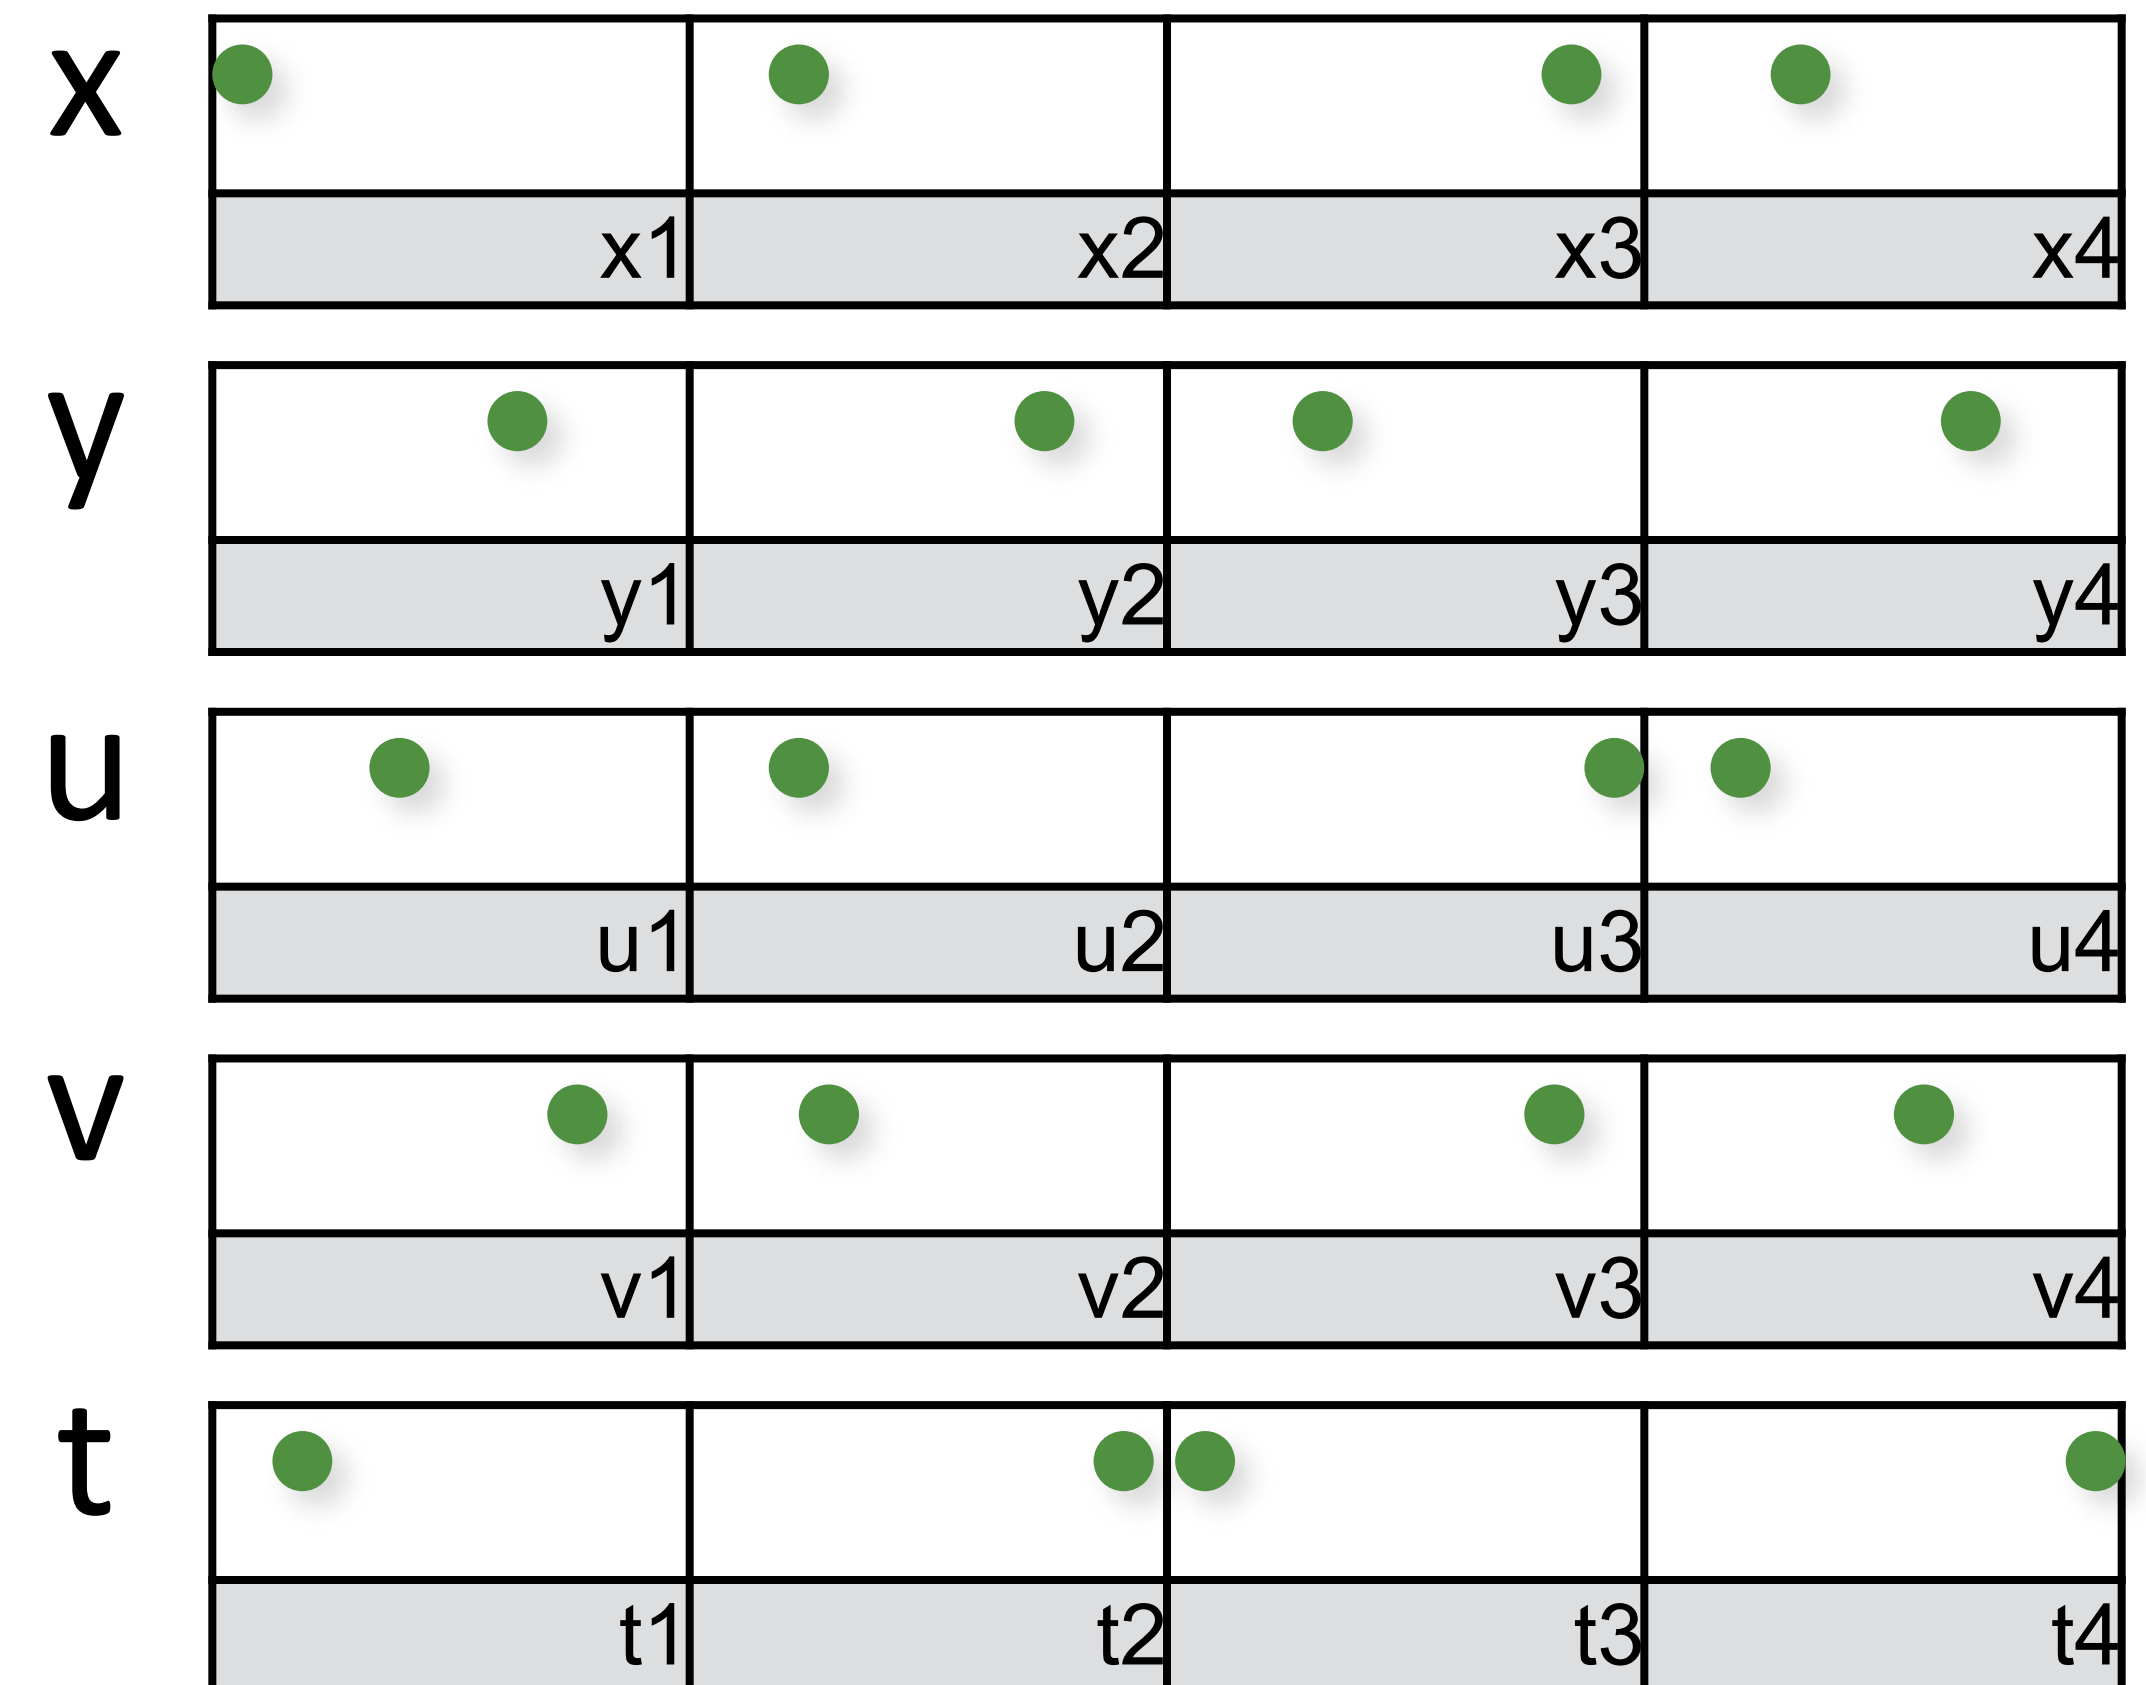 x
x1 x2 x3 x4
y
y1 y2 y3 y4
u
u1 u2 u3 u4
v
v1 v2 v3 v4
t
t1 t2 t3 t4